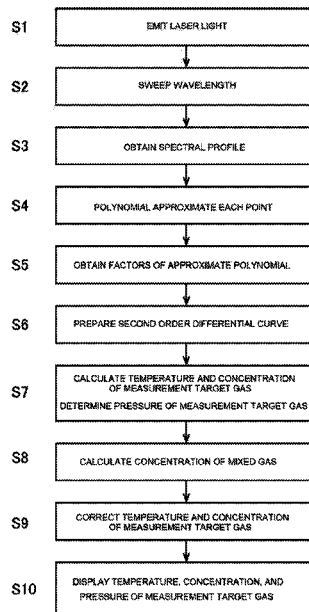 S1
EMIT LASER LIGHT
S2
SWEEP WAVELENGTH
S3
OBTAIN SPECTRAL PROFILE
S4
POLYNOMIAL APPROXIMATE EACH POINT
S5
OBTAIN FACTORS OF APPROXIMATE POLYNOMIAL
S6
PREPARE SECOND ORDER DIFFERENTIAL CURVE
S7
CALCULATE TEMPERATURE AND CONCENTRATION
OF MEASUREMENT TARGET GAS
DETERMINE PRESSURE OF MEASUREMENT TARGET GAS
S8
CALCULATE CONCENTRATION OF MIXED GAS
S9
CORRECT TEMPERATURE AND CONCENTRATION
OF MEASUREMENT TARGET GAS
S10
DISPLAY TEMPERATURE, CONCENTRATION, AND
PRESSURE OF MEASUREMENT TARGET GAS